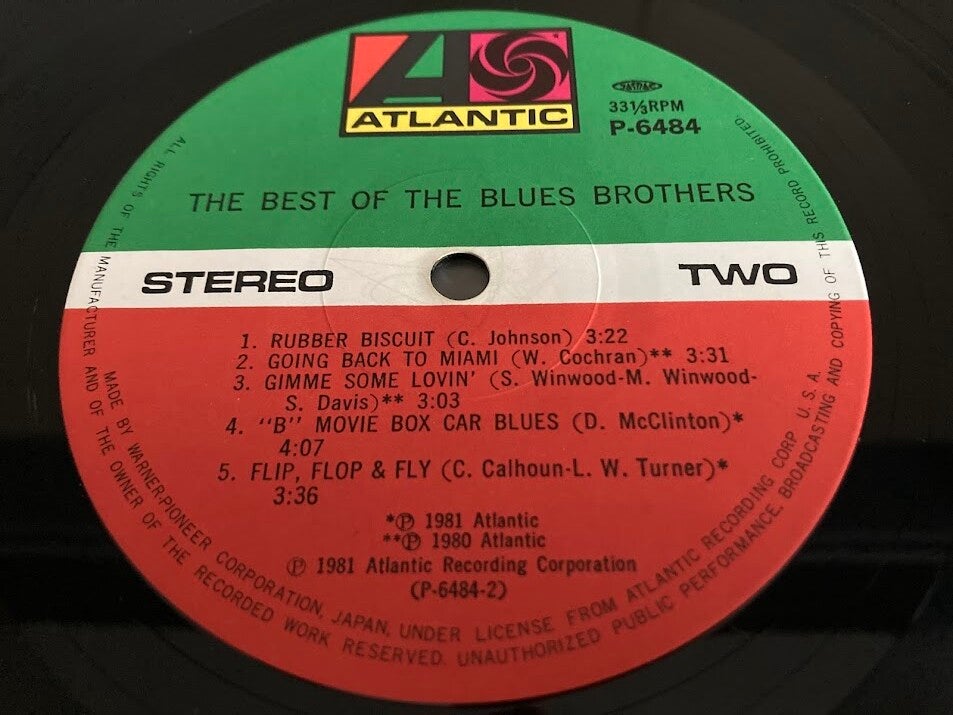 ATLANTIC
33⅓RPM
P-6484
THE BEST OF THE BLUES BROTHERS
STEREO
TWO
1. RUBBER BISCUIT (C. Johnson) 3:22
2. GOING BACK TO MIAMI (W. Cochran)** 3:31
3. GIMME SOME LOVIN' (S. Winwood-M. Winwood-
S. Davis)** 3:03
4. "B" MOVIE BOX CAR BLUES (D. McClinton)*
4:07
5. FLIP, FLOP & FLY (C. Calhoun-L. W. Turner)*
3:36
*℗ 1981 Atlantic
**℗ 1980 Atlantic
℗ 1981 Atlantic Recording Corporation
(P-6484-2)
MADE BY WARNER-PIONEER CORPORATION, JAPAN, UNDER LICENSE FROM ATLANTIC RECORDING CORP. U.S.A.
ALL RIGHTS OF THE MANUFACTURER AND OF THE OWNER OF THE RECORDED WORK RESERVED. UNAUTHORIZED PUBLIC PERFORMANCE, BROADCASTING AND COPYING OF THIS RECORD PROHIBITED.